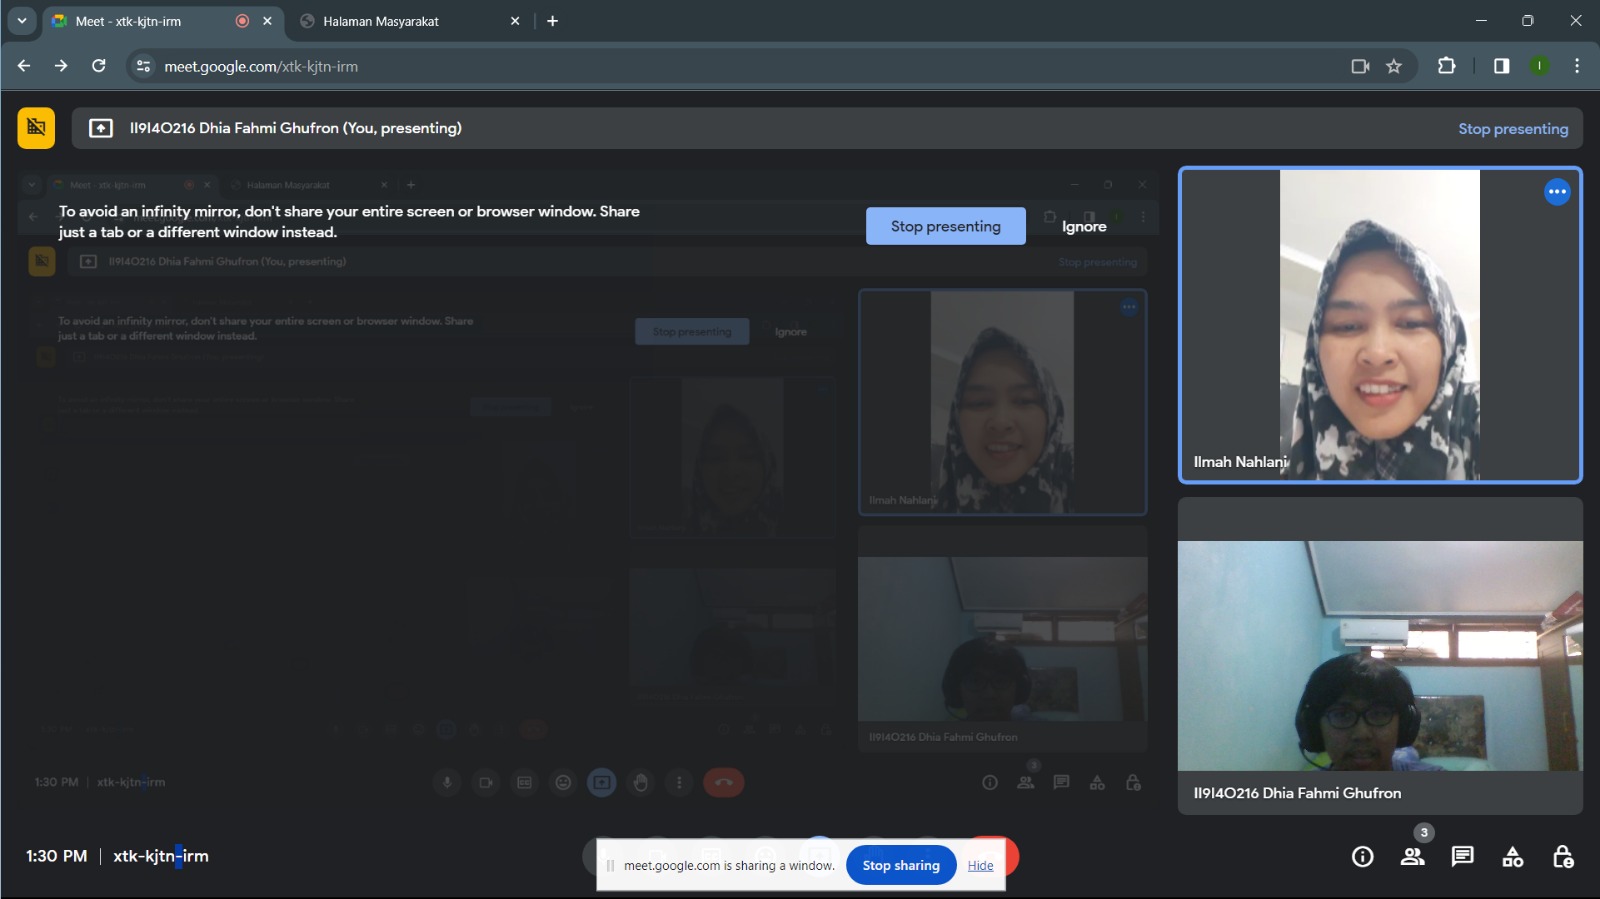 Meet - xtk-kjtn-irm
Halaman Masyarakat
meet.google.com/xtk-kjtn-irm
I
II9I4O216 Dhia Fahmi Ghufron (You, presenting)
Stop presenting
Meet - xtk-kjtn-irm
Halaman Masyarakat
To avoid an infinity mirror, don't share your entire screen or browser window. Share
just a tab or a different window instead.
Stop presenting
Ignore
II9I4O216 Dhia Fahmi Ghufron (You, presenting)
Stop presenting
To avoid an infinity mirror, don't share your entire screen or browser window. Share
just a tab or a different window instead.
Stop presenting
Ignore
Ilmah Nahlani
Ilmah Nahlani
II9I4O216 Dhia Fahmi Ghufron
II9I4O216 Dhia Fahmi Ghufron
1:30 PM | xtk-kjtn-irm
3
1:30 PM | xtk-kjtn-irm
meet.google.com is sharing a window.
Stop sharing
Hide
3